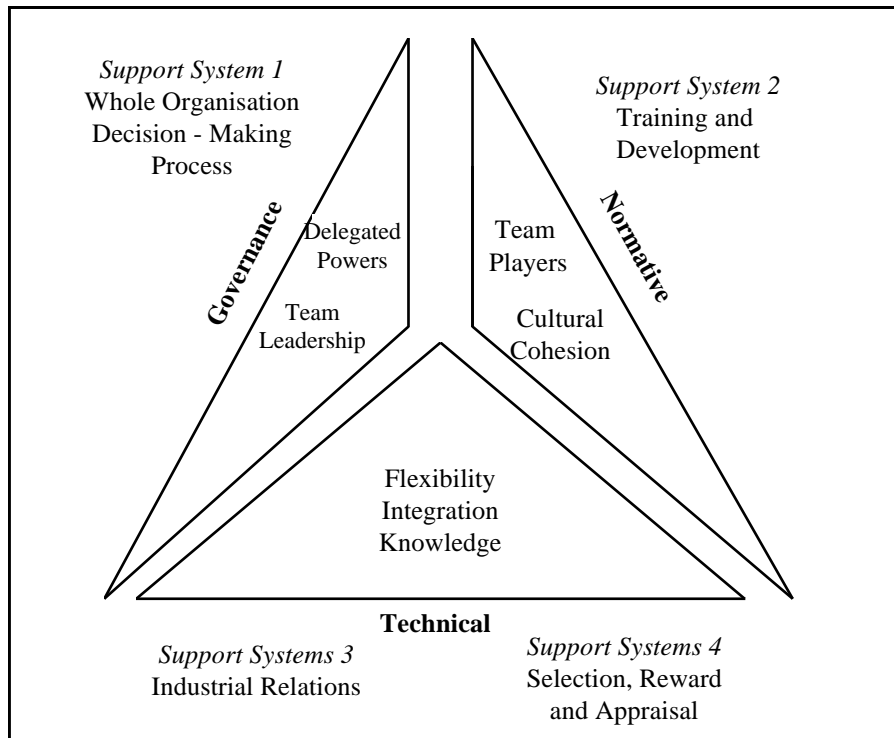 Support System 1
Whole Organisation
Decision - Making
Process
Support System 2
Training and
Development
Governance
Normative
Delegated
Powers
Team
Leadership
Team
Players
Cultural
Cohesion
Flexibility
Integration
Knowledge
Technical
Support Systems 3
Industrial Relations
Support Systems 4
Selection, Reward
and Appraisal